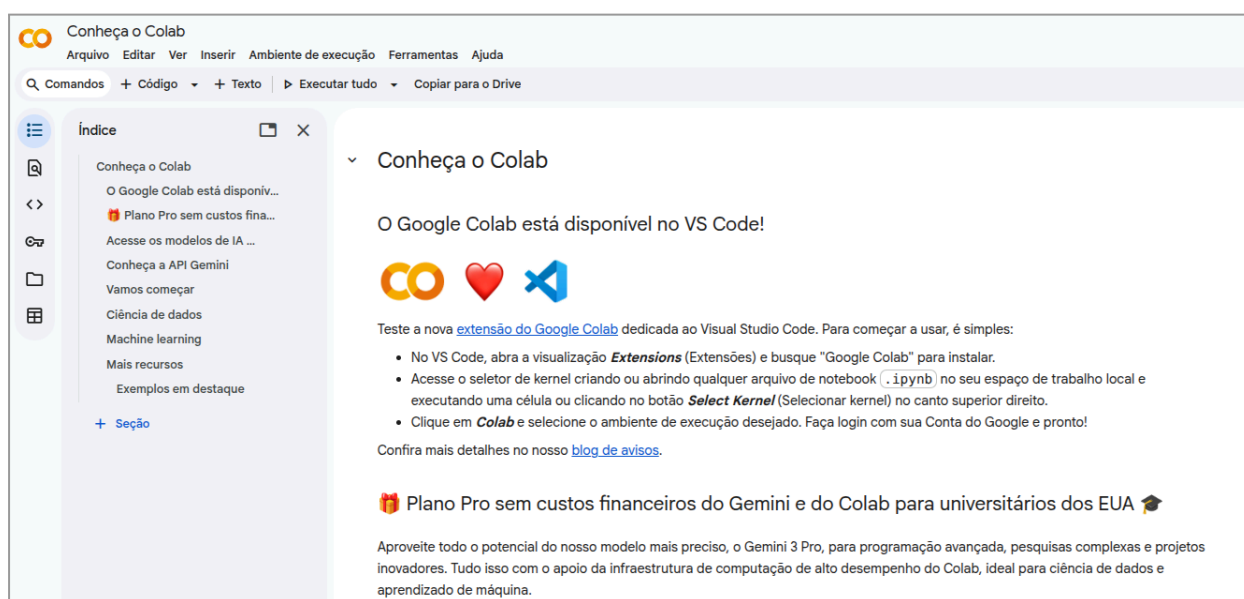 Conheça o Colab
Arquivo Editar Ver Inserir Ambiente de execução Ferramentas Ajuda
Comandos + Código + Texto Executar tudo Copiar para o Drive
Índice
Conheça o Colab
O Google Colab está disponív...
🎁 Plano Pro sem custos fina...
Acesse os modelos de IA ...
Conheça a API Gemini
Vamos começar
Ciência de dados
Machine learning
Mais recursos
Exemplos em destaque
+ Seção
Conheça o Colab
O Google Colab está disponível no VS Code!
Teste a nova extensão do Google Colab dedicada ao Visual Studio Code. Para começar a usar, é simples:
• No VS Code, abra a visualização Extensions (Extensões) e busque "Google Colab" para instalar.
• Acesse o seletor de kernel criando ou abrindo qualquer arquivo de notebook .ipynb no seu espaço de trabalho local e
executando uma célula ou clicando no botão Select Kernel (Selecionar kernel) no canto superior direito.
• Clique em Colab e selecione o ambiente de execução desejado. Faça login com sua Conta do Google e pronto!
Confira mais detalhes no nosso blog de avisos.
🎁 Plano Pro sem custos financeiros do Gemini e do Colab para universitários dos EUA 🎓
Aproveite todo o potencial do nosso modelo mais preciso, o Gemini 3 Pro, para programação avançada, pesquisas complexas e projetos
inovadores. Tudo isso com o apoio da infraestrutura de computação de alto desempenho do Colab, ideal para ciência de dados e
aprendizado de máquina.